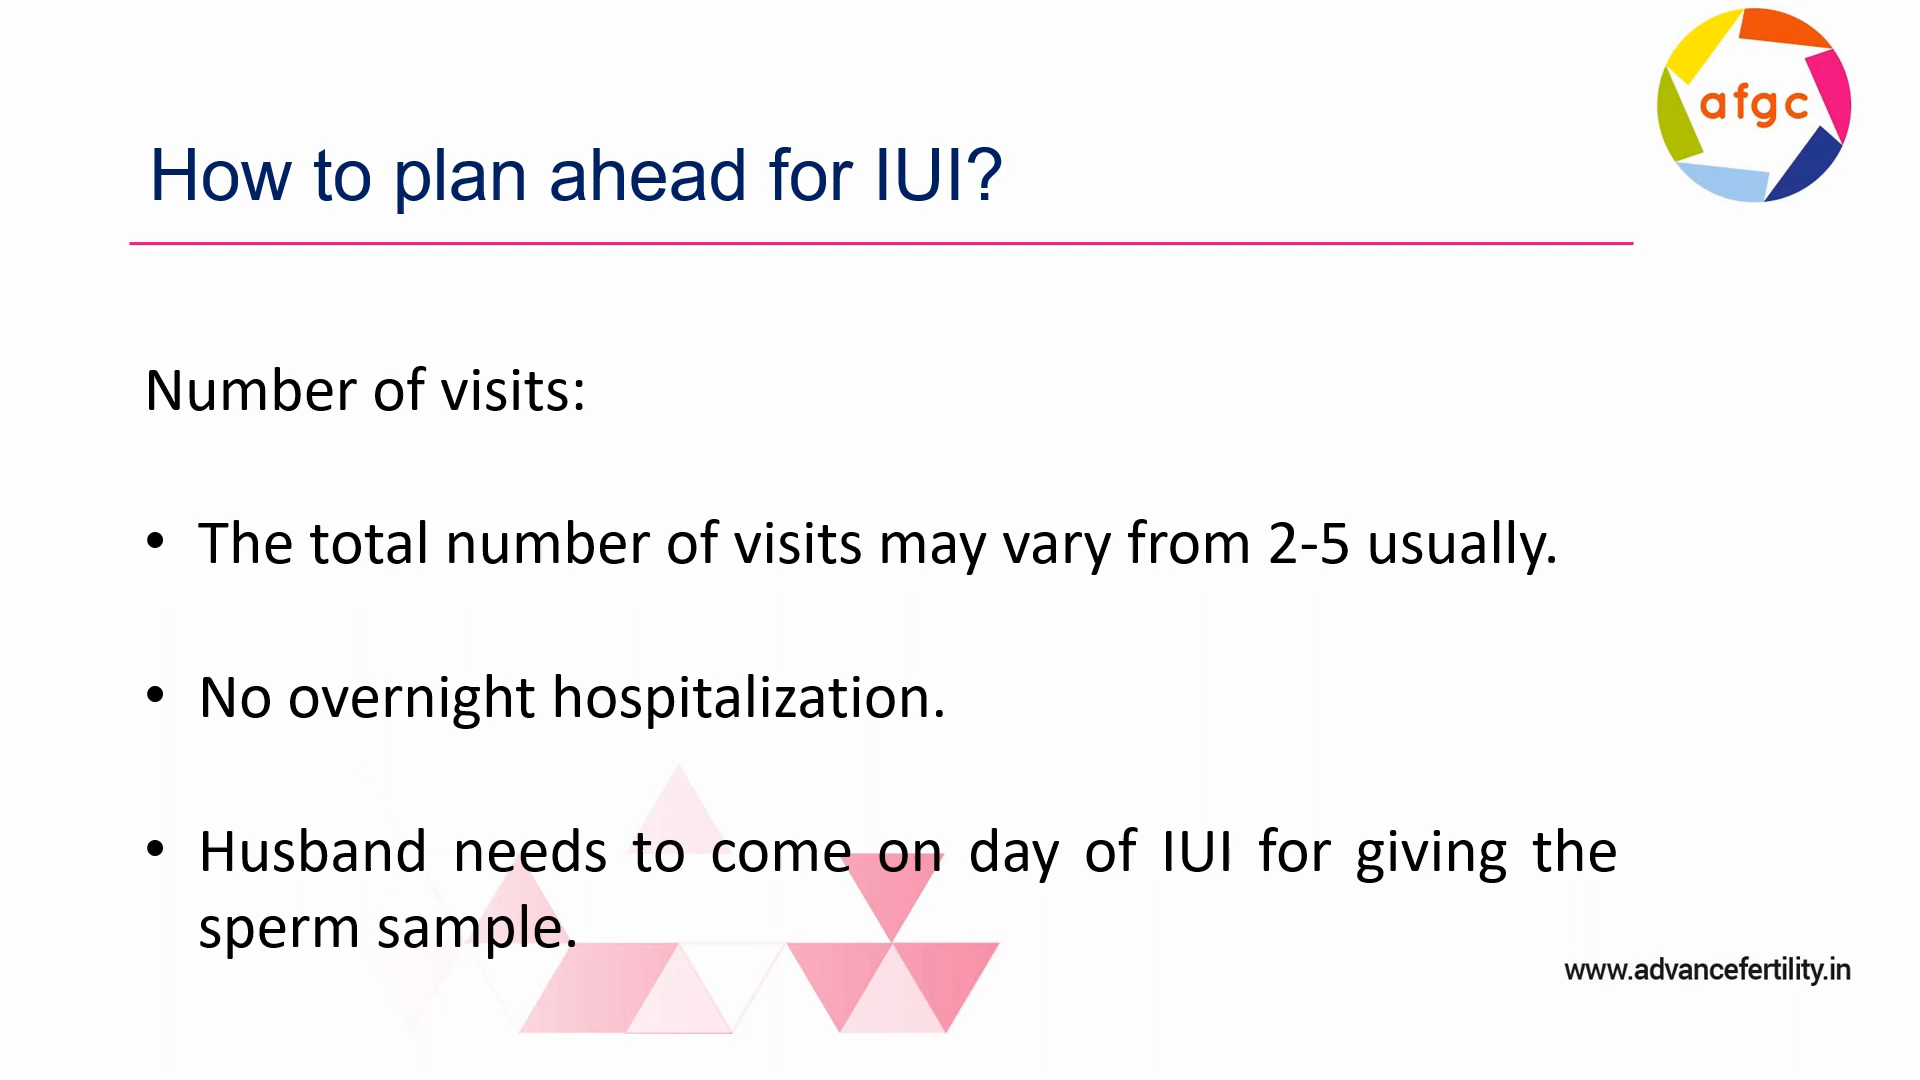 afgc
How to plan ahead for IUI?
Number of visits:
• The total number of visits may vary from 2-5 usually.
• No overnight hospitalization.
• Husband needs to come on day of IUI for giving the
sperm sample.
www.advancefertility.in